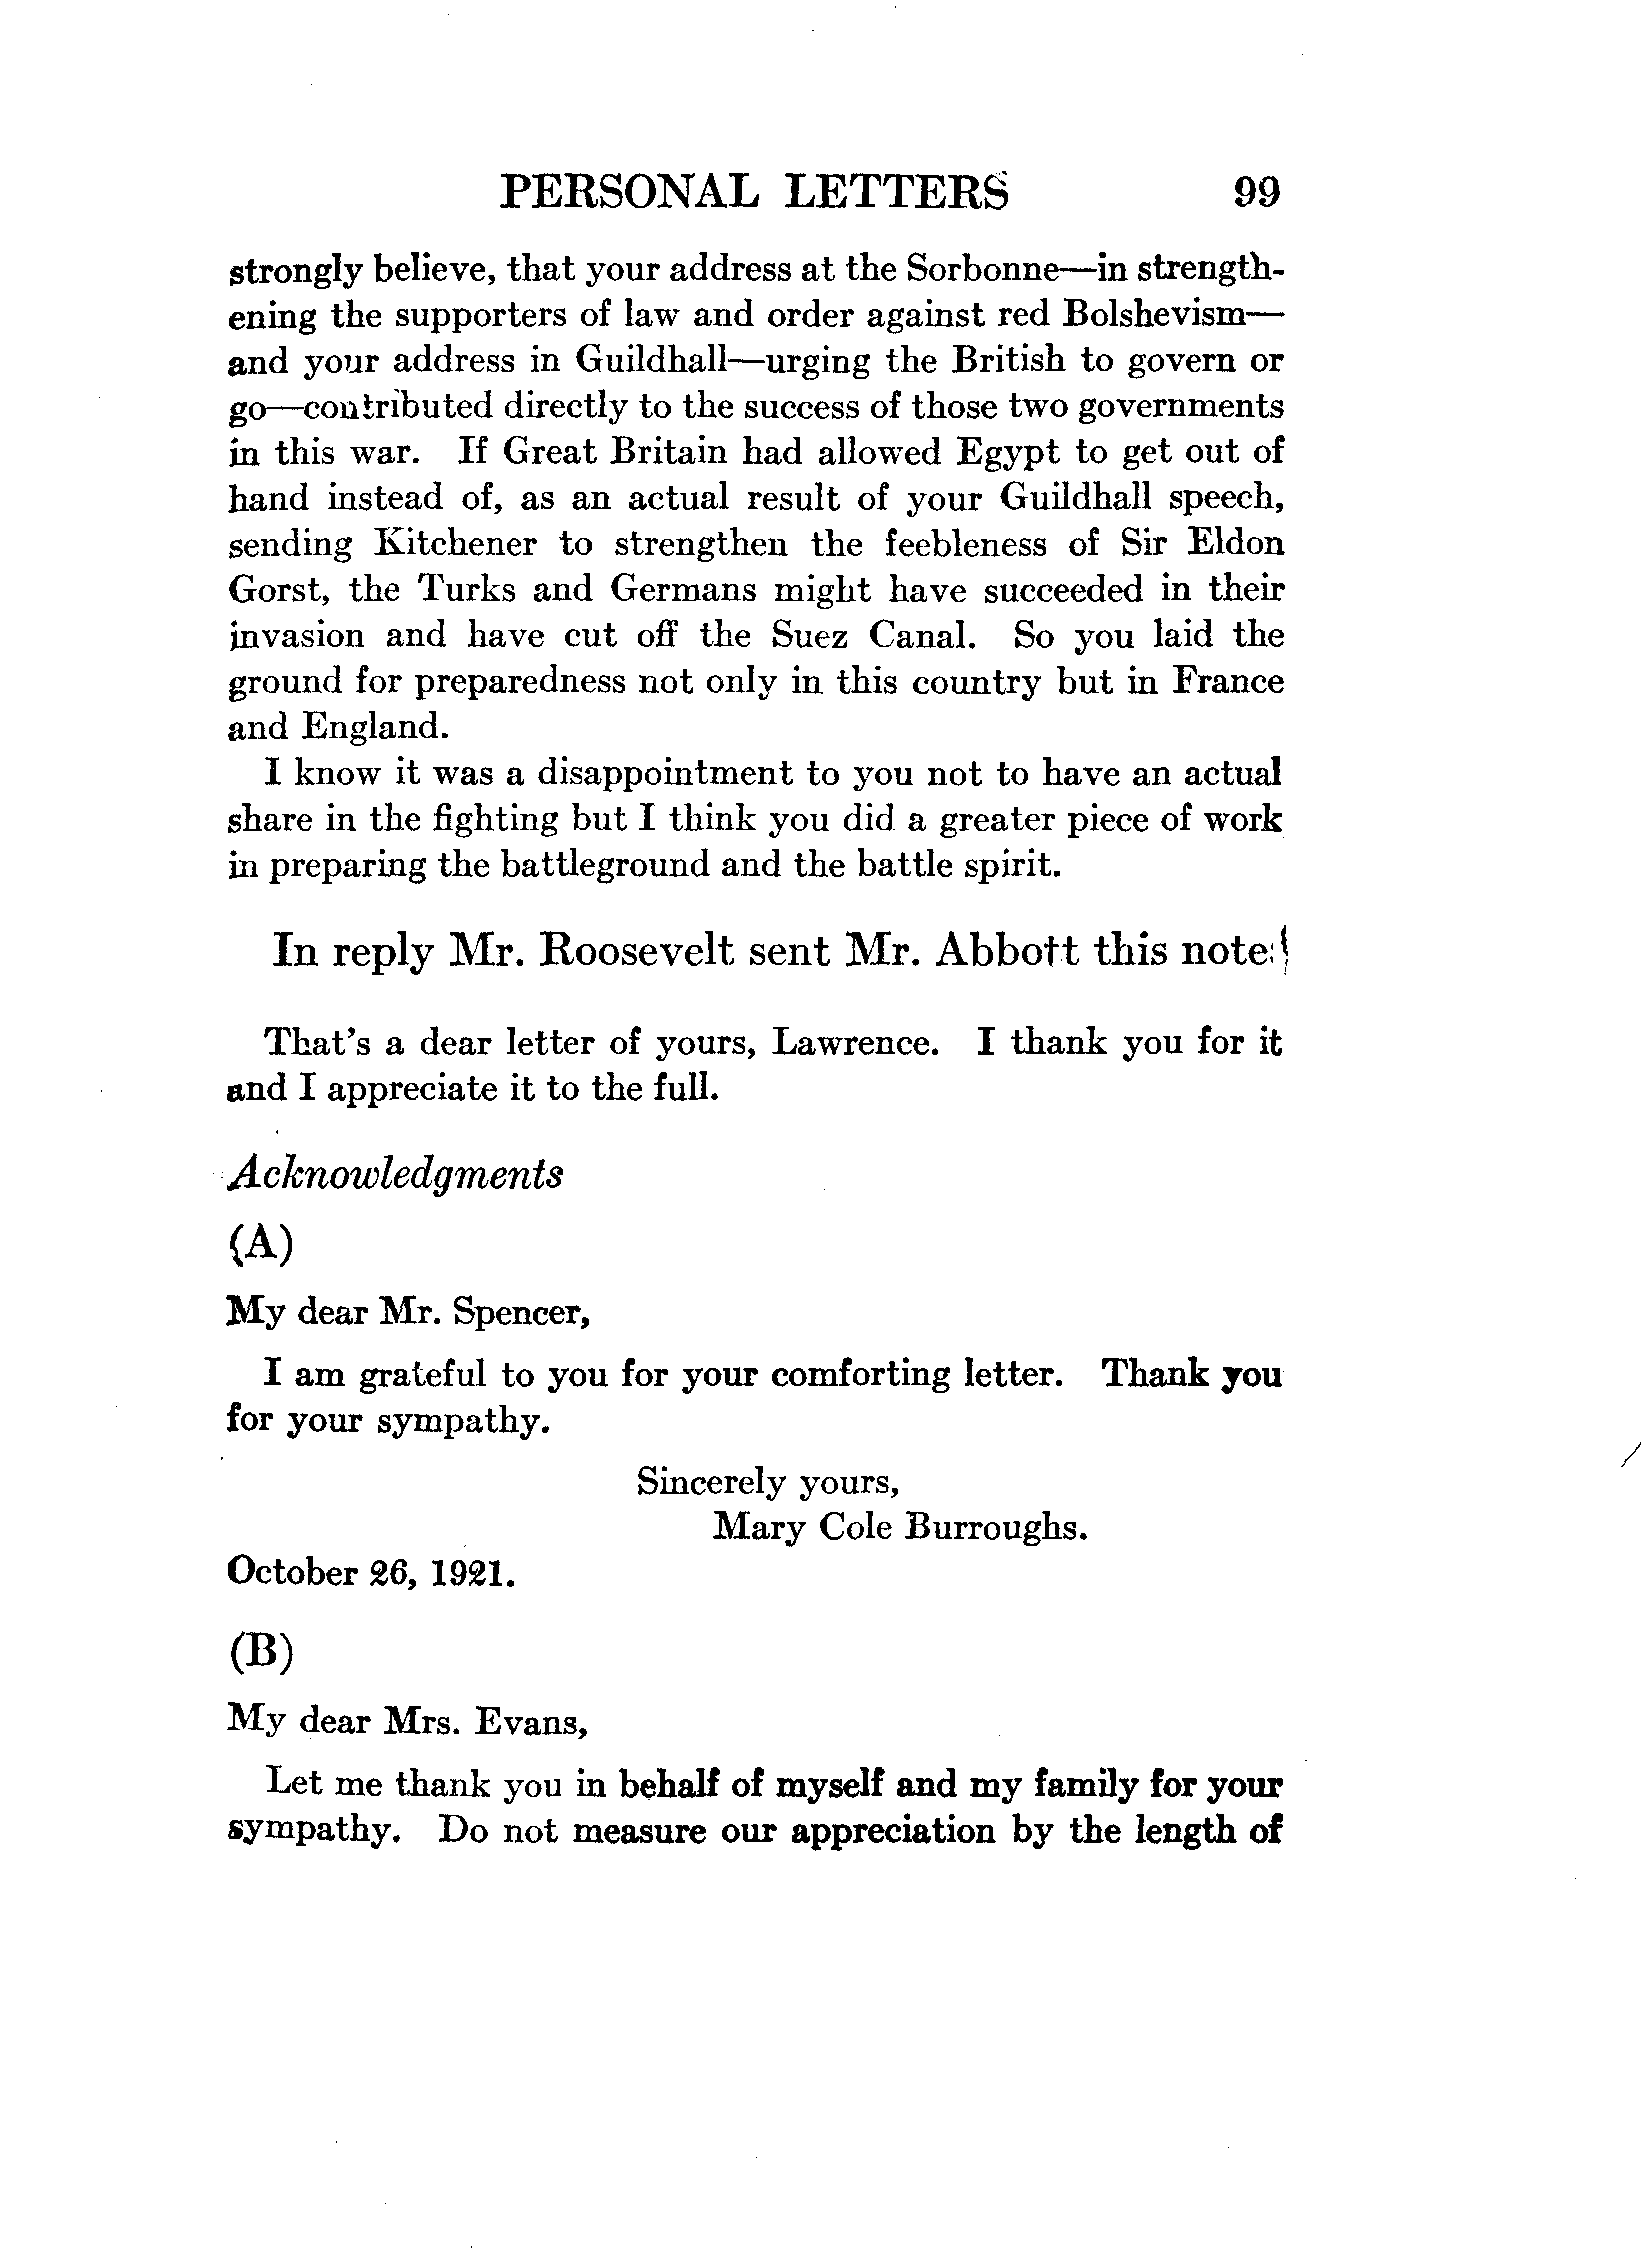 PERSONAL LETTERS 99
strongly believe, that your address at the Sorbonne—in strength-
ening the supporters of law and order against red Bolshevism—
and your address in Guildhall—urging the British to govern or
go—contributed directly to the success of those two governments
in this war. If Great Britain had allowed Egypt to get out of
hand instead of, as an actual result of your Guildhall speech,
sending Kitchener to strengthen the feebleness of Sir Eldon
Gorst, the Turks and Germans might have succeeded in their
invasion and have cut off the Suez Canal. So you laid the
ground for preparedness not only in this country but in France
and England.
I know it was a disappointment to you not to have an actual
share in the fighting but I think you did a greater piece of work
in preparing the battleground and the battle spirit.
In reply Mr. Roosevelt sent Mr. Abbott this note:
That's a dear letter of yours, Lawrence. I thank you for it
and I appreciate it to the full.
Acknowledgments
(A)
My dear Mr. Spencer,
I am grateful to you for your comforting letter. Thank you
for your sympathy.
Sincerely yours,
Mary Cole Burroughs.
October 26, 1921.
(B)
My dear Mrs. Evans,
Let me thank you in behalf of myself and my family for your
sympathy. Do not measure our appreciation by the length of